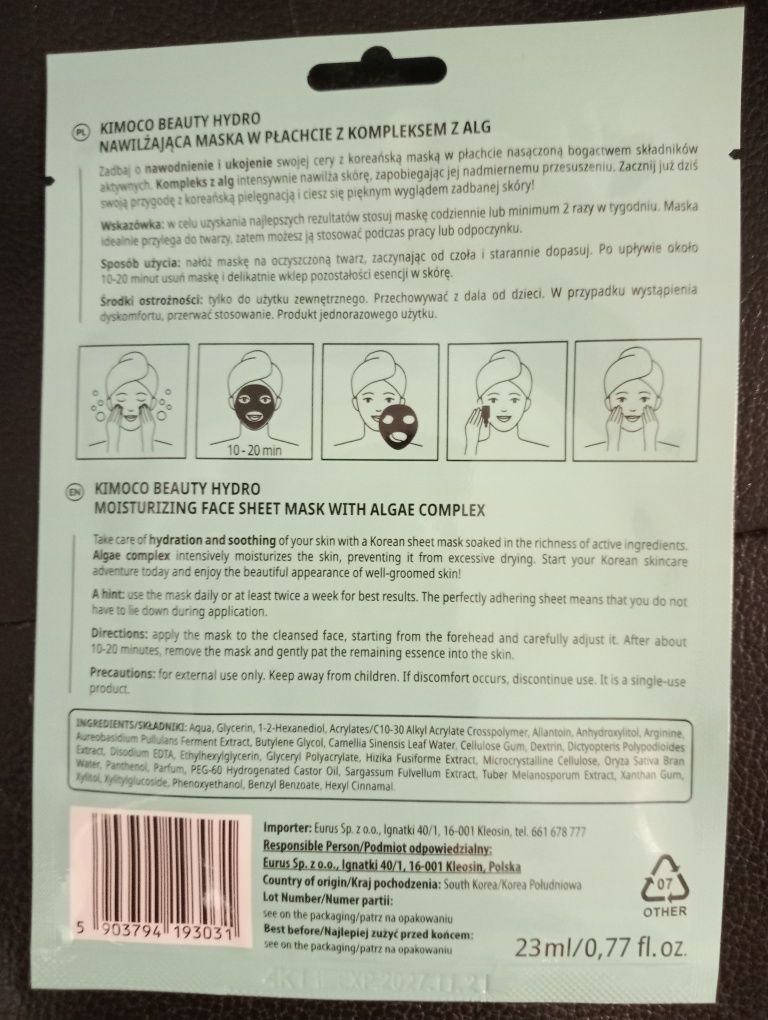 PL KIMOCO BEAUTY HYDRO
NAWILŻAJĄCA MASKA W PŁACHCIE Z KOMPLEKSEM Z ALG
Zadbaj o nawodnienie i ukojenie swojej cery z koreańską maską w płachcie nasączoną bogactwem składników
aktywnych. Kompleks z alg intensywnie nawilża skórę, zapobiegając jej nadmiernemu przesuszeniu. Zacznij już dziś
swoją przygodę z koreańską pielęgnacją i ciesz się pięknym wyglądem zadbanej skóry!
Wskazówka: w celu uzyskania najlepszych rezultatów stosuj maskę codziennie lub minimum 2 razy w tygodniu. Maska
idealnie przylega do twarzy, zatem możesz ją stosować podczas pracy lub odpoczynku.
Sposób użycia: nałóż maskę na oczyszczoną twarz, zaczynając od czoła i starannie dopasuj. Po upływie około
10-20 minut usuń maskę i delikatnie wklep pozostałości esencji w skórę.
Środki ostrożności: tylko do użytku zewnętrznego. Przechowywać z dala od dzieci. W przypadku wystąpienia
dyskomfortu, przerwać stosowanie. Produkt jednorazowego użytku.
10-20 min
EN KIMOCO BEAUTY HYDRO
MOISTURIZING FACE SHEET MASK WITH ALGAE COMPLEX
Take care of hydration and soothing of your skin with a Korean sheet mask soaked in the richness of active ingredients.
Algae complex intensively moisturizes the skin, preventing it from excessive drying. Start your Korean skincare
adventure today and enjoy the beautiful appearance of well-groomed skin!
A hint: use the mask daily or at least twice a week for best results. The perfectly adhering sheet means that you do not
have to lie down during application.
Directions: apply the mask to the cleansed face, starting from the forehead and carefully adjust it. After about
10-20 minutes, remove the mask and gently pat the remaining essence into the skin.
Precautions: for external use only. Keep away from children. If discomfort occurs, discontinue use. It is a single-use
product.
INGREDIENTS/SKŁADNIKI: Aqua, Glycerin, 1-2-Hexanediol, Acrylates/C10-30 Alkyl Acrylate Crosspolymer, Allantoin, Anhydroxylitol, Arginine,
Aureobasidium Pullulans Ferment Extract, Butylene Glycol, Camellia Sinensis Leaf Water, Cellulose Gum, Dextrin, Dictyopteris Polypodioides
Extract, Disodium EDTA, Ethylhexylglycerin, Glyceryl Polyacrylate, Hizikia Fusiforme Extract, Microcrystalline Cellulose, Oryza Sativa Bran
Water, Panthenol, Parfum, PEG-60 Hydrogenated Castor Oil, Sargassum Fulvellum Extract, Tuber Melanosporum Extract, Xanthan Gum,
Xylitol, Xylitylglucoside, Phenoxyethanol, Benzyl Benzoate, Hexyl Cinnamal.
Importer: Eurus Sp. z o.o., Ignatki 40/1, 16-001 Kleosin, tel. 661 678 777
Responsible Person/Podmiot odpowiedzialny:
Eurus Sp. z o.o., Ignatki 40/1, 16-001 Kleosin, Polska
Country of origin/Kraj pochodzenia: South Korea/Korea Południowa
Lot Number/Numer partii:
see on the packaging/patrz na opakowaniu
Best before/Najlepiej zużyć przed końcem:
see on the packaging/patrz na opakowaniu
5 903794 193031
07
OTHER
23ml/0,77 fl.oz.
EXP 2027.11.21